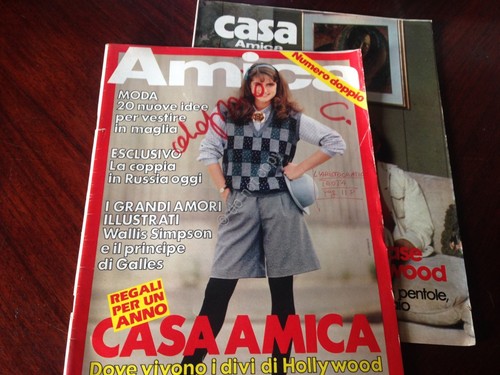 casa
Amica
Amica
Numero doppio
MODA
20 nuove idee
per vestire
in maglia
ESCLUSIVO
La coppia
in Russia oggi
I GRANDI AMORI
ILLUSTRATI
Wallis Simpson
e il principe
di Galles
REGALI
PER UN
ANNO
CASA AMICA
Dove vivono i divi di Hollywood
wood
pentole,